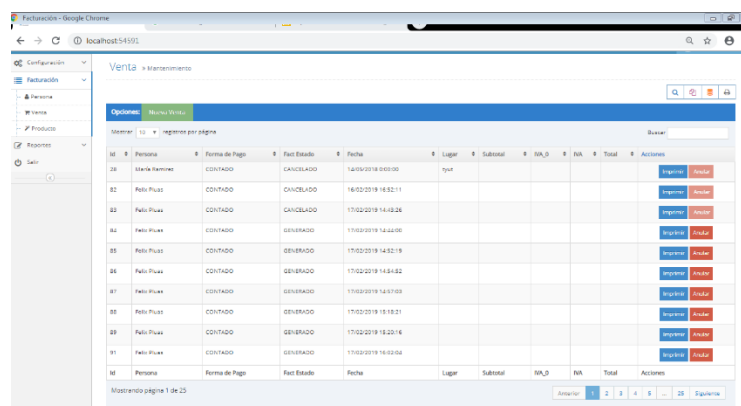 Facturación - Google Chrome
localhost:54591
Configuración
Venta » Mantenimiento
Facturación
Persona
Venta
Opciones: Nueva Venta
Producto
Mostrar 10 registros por página
Buscar
Reportes
Salir
Id Persona Forma de Pago Fact Estado Fecha Lugar Subtotal IVA_0 IVA Total Acciones
28 María Ramirez CONTADO CANCELADO 14/05/2018 0:00:00 Imprimir Anular
82 Felix Pluas CONTADO CANCELADO 16/02/2019 16:52:11 Imprimir Anular
83 Felix Pluas CONTADO CANCELADO 17/02/2019 14:43:26 Imprimir Anular
84 Felix Pluas CONTADO GENERADO 17/02/2019 14:44:00 Imprimir Anular
85 Felix Pluas CONTADO GENERADO 17/02/2019 14:52:19 Imprimir Anular
86 Felix Pluas CONTADO GENERADO 17/02/2019 14:54:52 Imprimir Anular
87 Felix Pluas CONTADO GENERADO 17/02/2019 14:57:03 Imprimir Anular
88 Felix Pluas CONTADO GENERADO 17/02/2019 15:18:21 Imprimir Anular
89 Felix Pluas CONTADO GENERADO 17/02/2019 15:20:16 Imprimir Anular
91 Felix Pluas CONTADO GENERADO 17/02/2019 16:02:04 Imprimir Anular
Id Persona Forma de Pago Fact Estado Fecha Lugar Subtotal IVA_0 IVA Total Acciones
Mostrando página 1 de 25
Anterior 1 2 3 4 5 ... 25 Siguiente